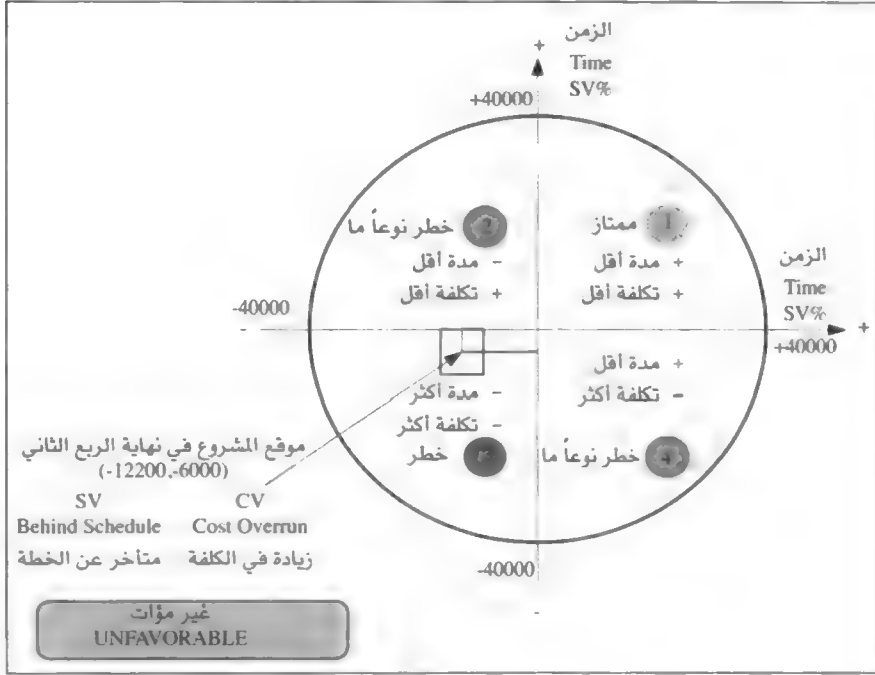 الزمن
+
Time
SV%
+40000
1 ممتاز
+ مدة أقل
+ تكلفة أقل
2 خطر نوعاً ما
- مدة أقل
+ تكلفة أقل
الزمن
Time
SV%
+
+40000
-40000
-
+ مدة أقل
- تكلفة أكثر
4 خطر نوعاً ما
- مدة أكثر
- تكلفة أكثر
خطر
موقع المشروع في نهاية الربع الثاني
(-12200,-6000)
SV CV
Behind Schedule Cost Overrun
متأخر عن الخطة زيادة في الكلفة
-40000
-
غير مؤات
UNFAVORABLE